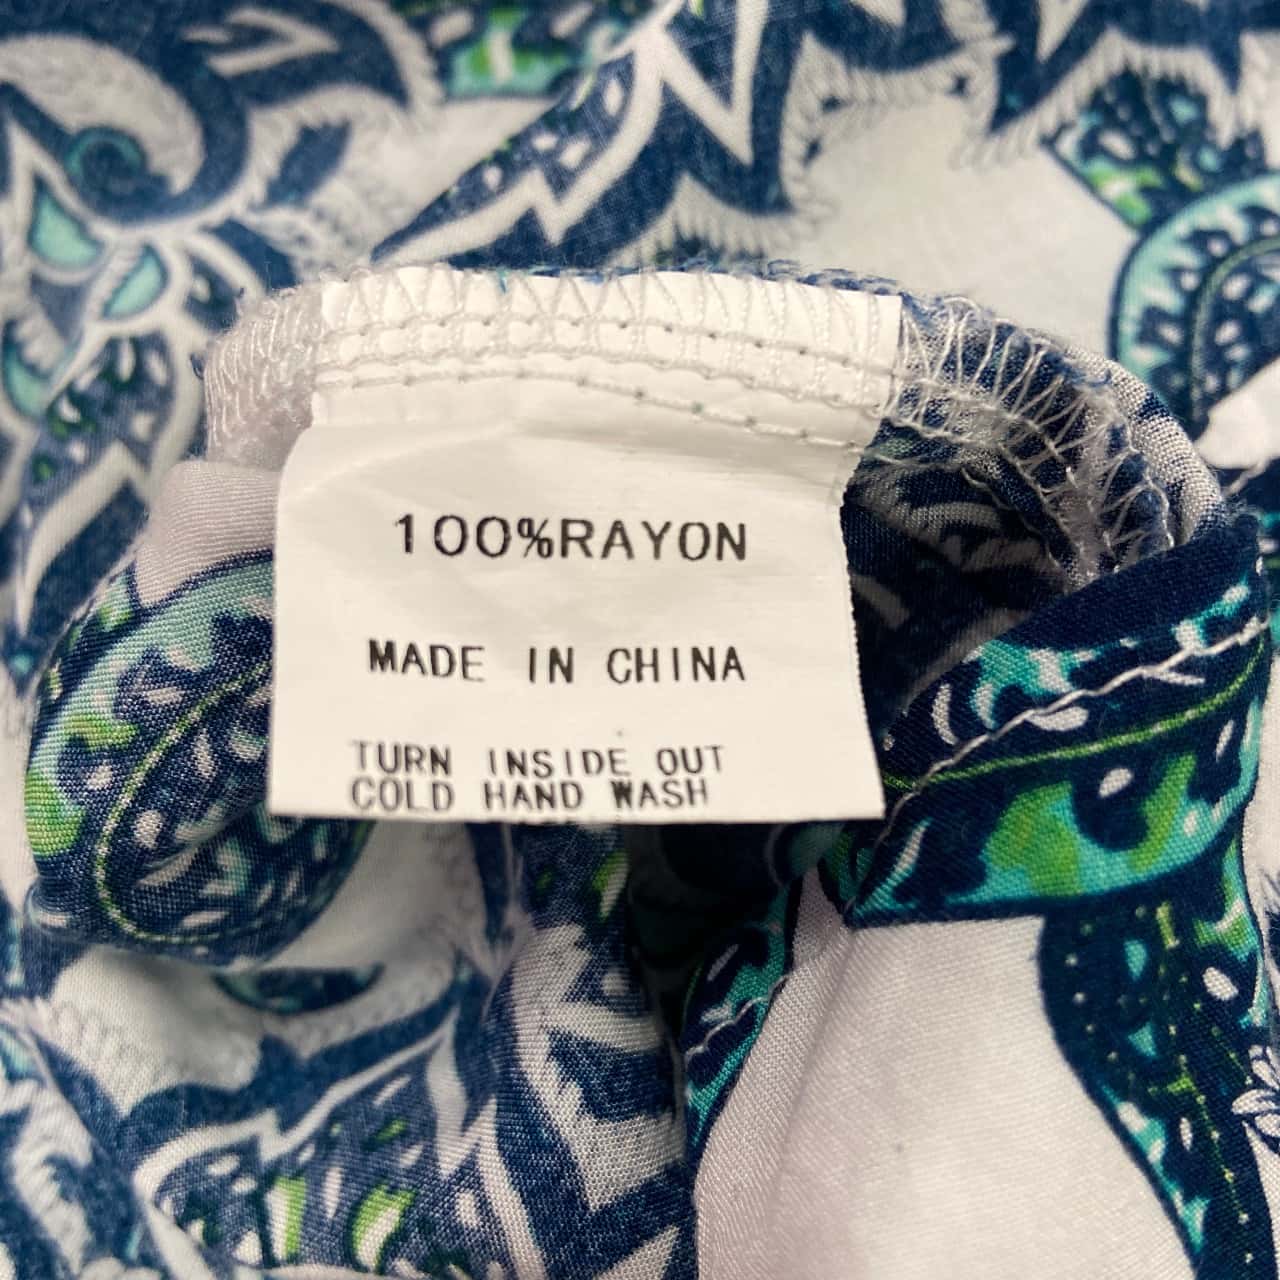 100%RAYON
MADE IN CHINA
TURN INSIDE OUT
COLD HAND WASH